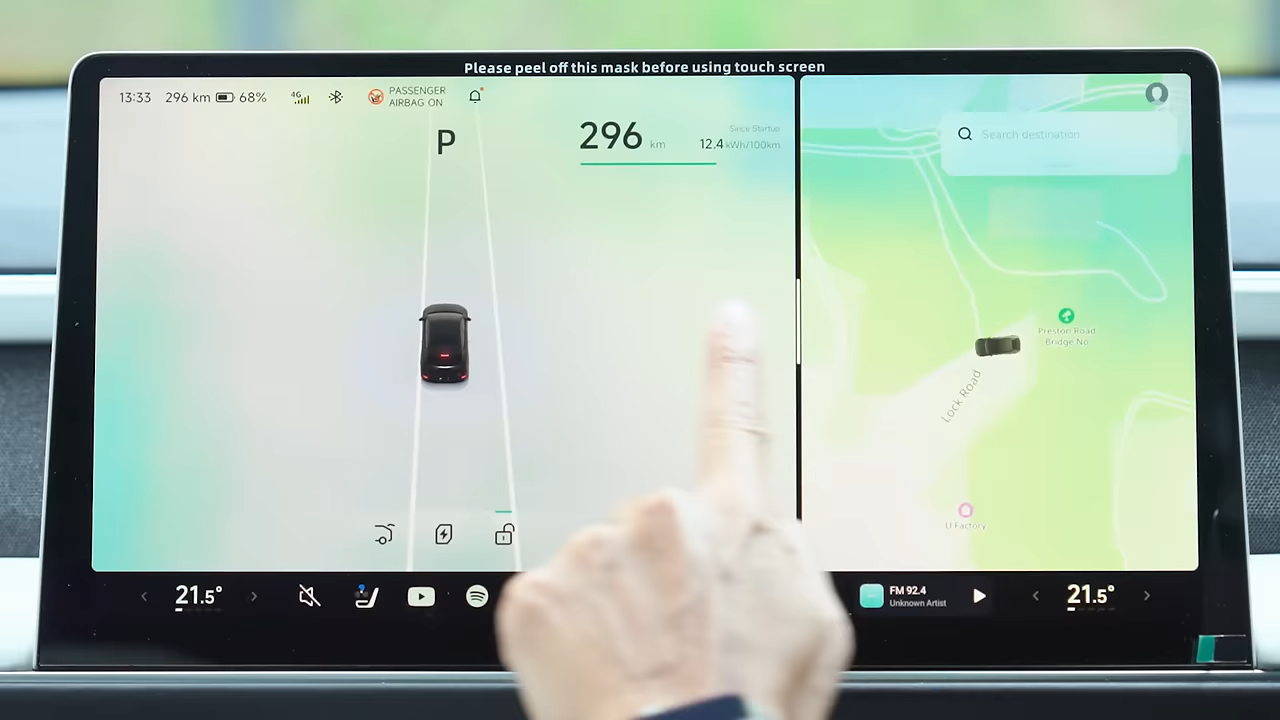 Please peel off this mask before using touch screen
13:33 296 km 68% 4G
PASSENGER
AIRBAG ON
P
296 km
Since Startup
12.4 kWh/100km
Search destination
Preston Road
Bridge No
Lock Road
U Factory
21.5°
FM 92.4
Unknown Artist
21.5°